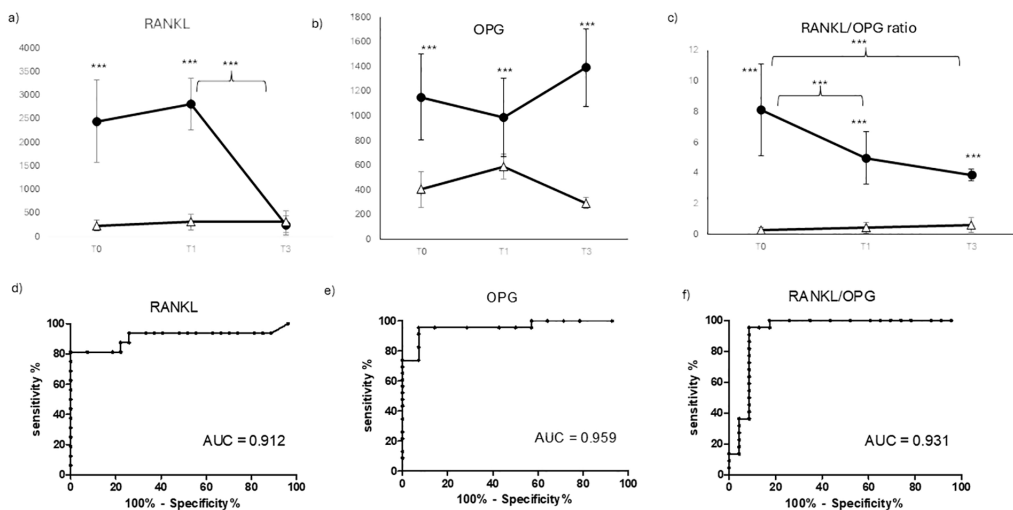 a)
RANKL
4000
3500
3000
2500
2000
1500
1000
500
0
***
***
***
T0
T1
T3
b)
OPG
1800
1600
1400
1200
1000
800
600
400
200
0
***
***
***
T0
T1
T3
c)
RANKL/OPG ratio
12
10
8
6
4
2
0
***
***
***
***
***
T0
T1
T3
d)
RANKL
sensitivity %
100
80
60
40
20
0
AUC = 0.912
0 20 40 60 80 100
100% - Specificity%
e)
OPG
sensitivity %
100
80
60
40
20
0
AUC = 0.959
0 20 40 60 80 100
100% - Specificity%
f)
RANKL/OPG
sensitivity %
100
80
60
40
20
0
AUC = 0.931
0 20 40 60 80 100
100% - Specificity%